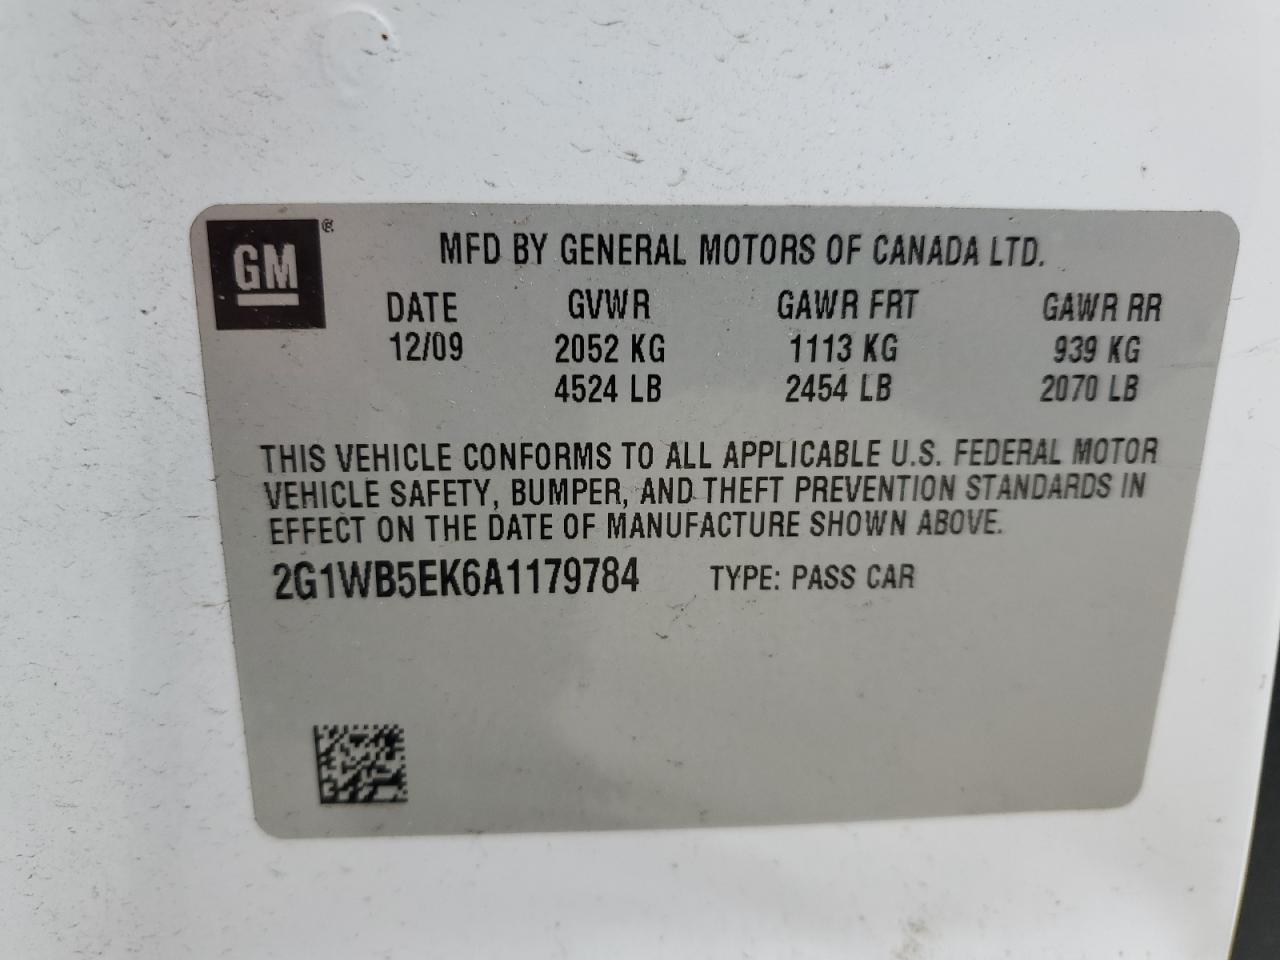 GM ®
MFD BY GENERAL MOTORS OF CANADA LTD.
DATE GVWR GAWR FRT GAWR RR
12/09 2052 KG 1113 KG 939 KG
4524 LB 2454 LB 2070 LB
THIS VEHICLE CONFORMS TO ALL APPLICABLE U.S. FEDERAL MOTOR
VEHICLE SAFETY, BUMPER, AND THEFT PREVENTION STANDARDS IN
EFFECT ON THE DATE OF MANUFACTURE SHOWN ABOVE.
2G1WB5EK6A1179784 TYPE: PASS CAR